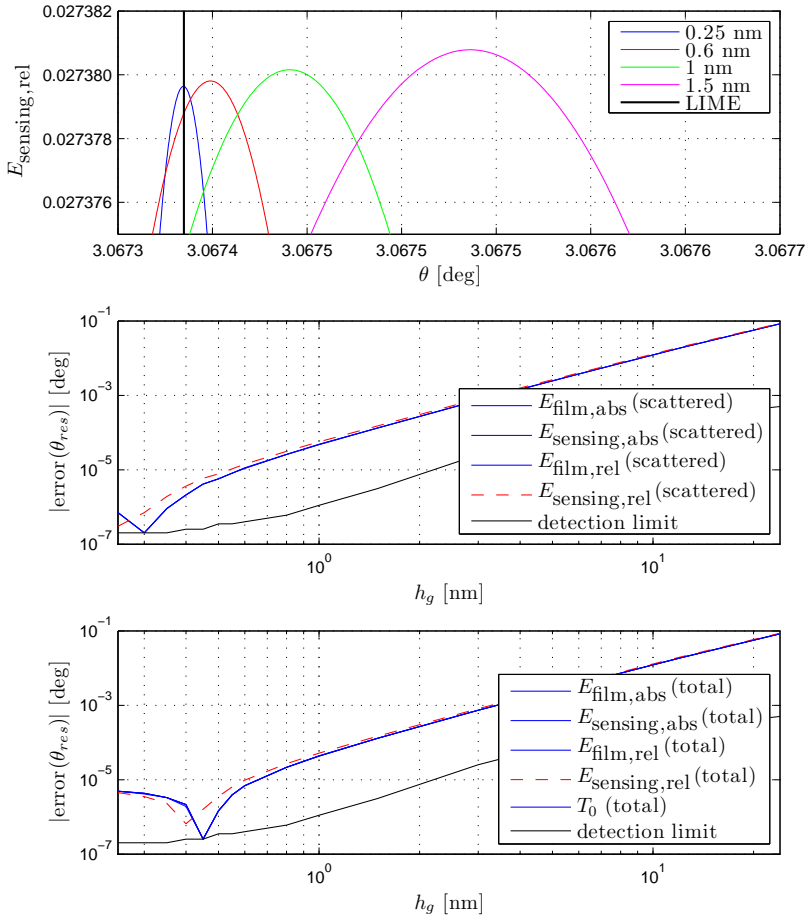 0.027382
0.02738
0.027378
0.027376
E_sensing,rel
0.25 nm
0.6 nm
1 nm
1.5 nm
LIME
3.0673 3.0674 3.0675 3.0675 3.0675 3.0676 3.0676 3.0677
θ [deg]
10^−1
10^−3
10^−5
10^−7
|error(θ_res)| [deg]
E_film,abs (scattered)
E_sensing,abs (scattered)
E_film,rel (scattered)
E_sensing,rel (scattered)
detection limit
10^0 10^1
h_g [nm]
10^−1
10^−3
10^−5
10^−7
|error(θ_res)| [deg]
E_film,abs (total)
E_sensing,abs (total)
E_film,rel (total)
E_sensing,rel (total)
T_0 (total)
detection limit
10^0 10^1
h_g [nm]